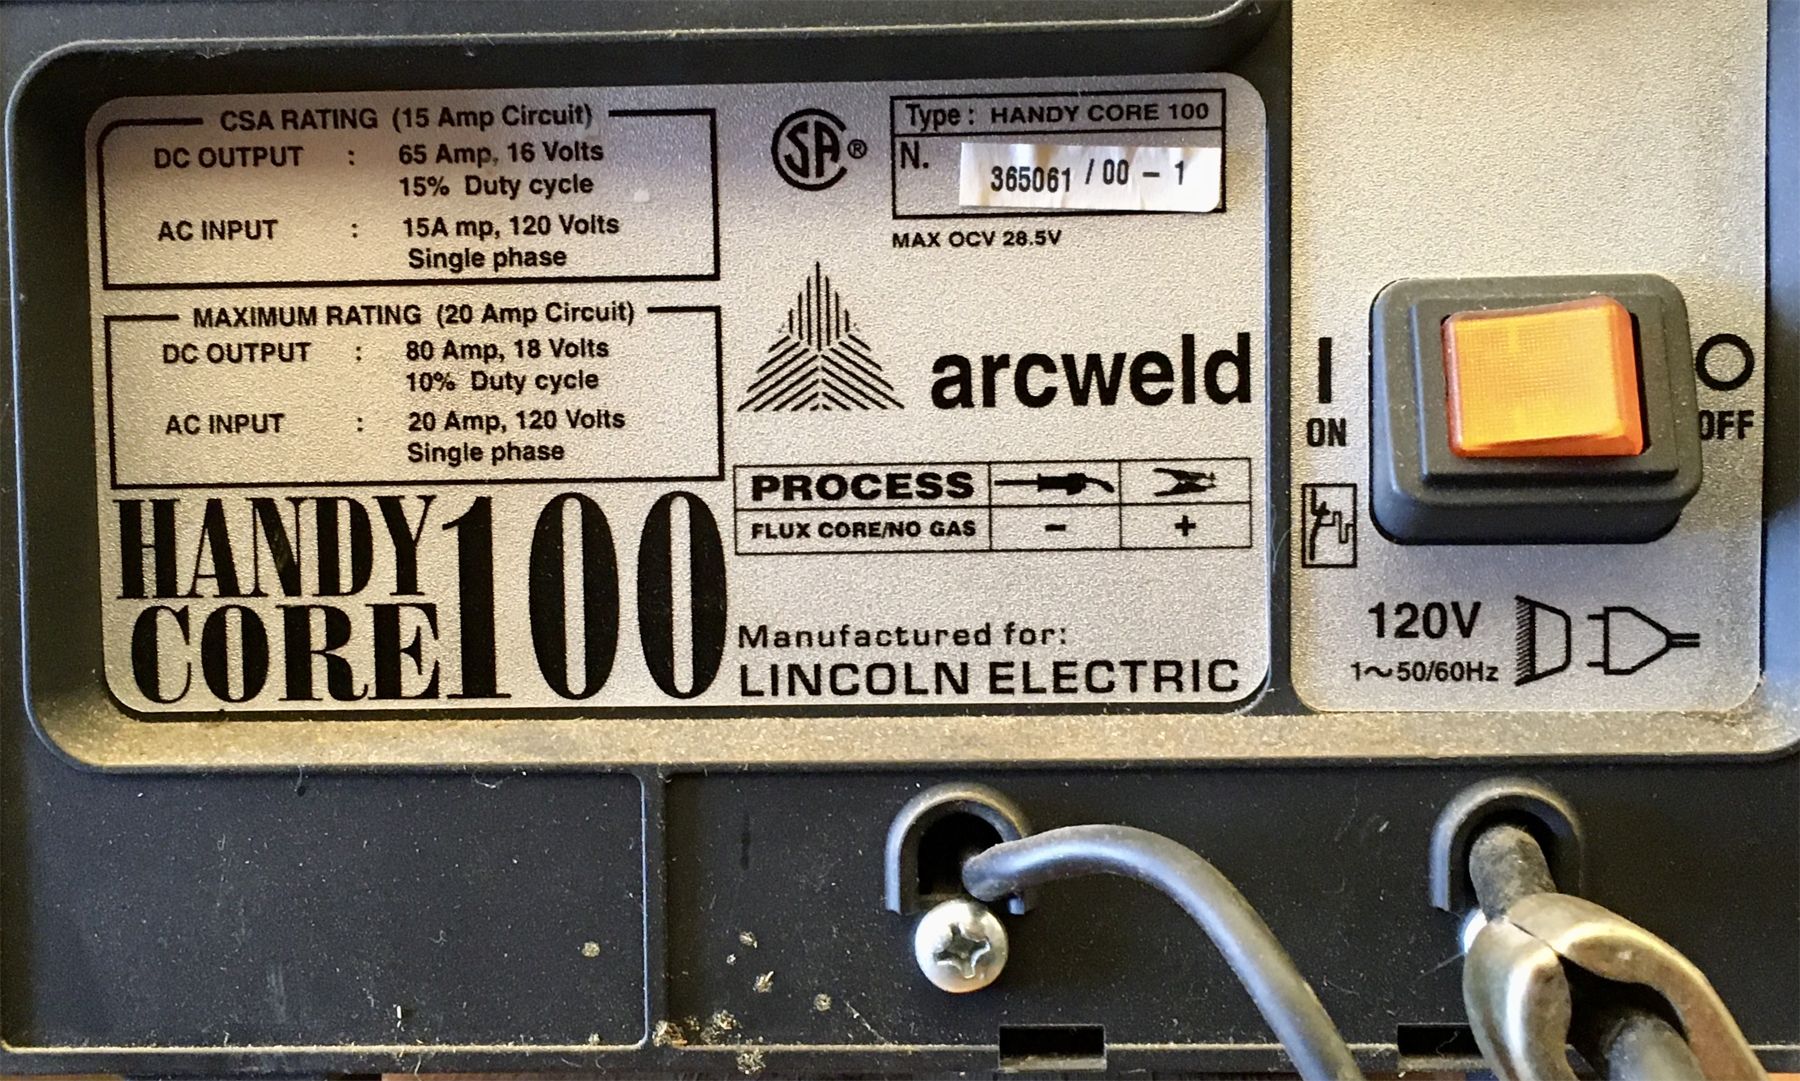 CSA RATING (15 Amp Circuit)
DC OUTPUT : 65 Amp, 16 Volts
15% Duty cycle
AC INPUT : 15A mp, 120 Volts
Single phase
MAXIMUM RATING (20 Amp Circuit)
DC OUTPUT : 80 Amp, 18 Volts
10% Duty cycle
AC INPUT : 20 Amp, 120 Volts
Single phase
HANDY
CORE
100
SA®
Type : HANDY CORE 100
N. 365061 / 00 - 1
MAX OCV 28.5V
arcweld
PROCESS
FLUX CORE/NO GAS - +
Manufactured for:
LINCOLN ELECTRIC
I
ON
O
OFF
120V
1~50/60Hz